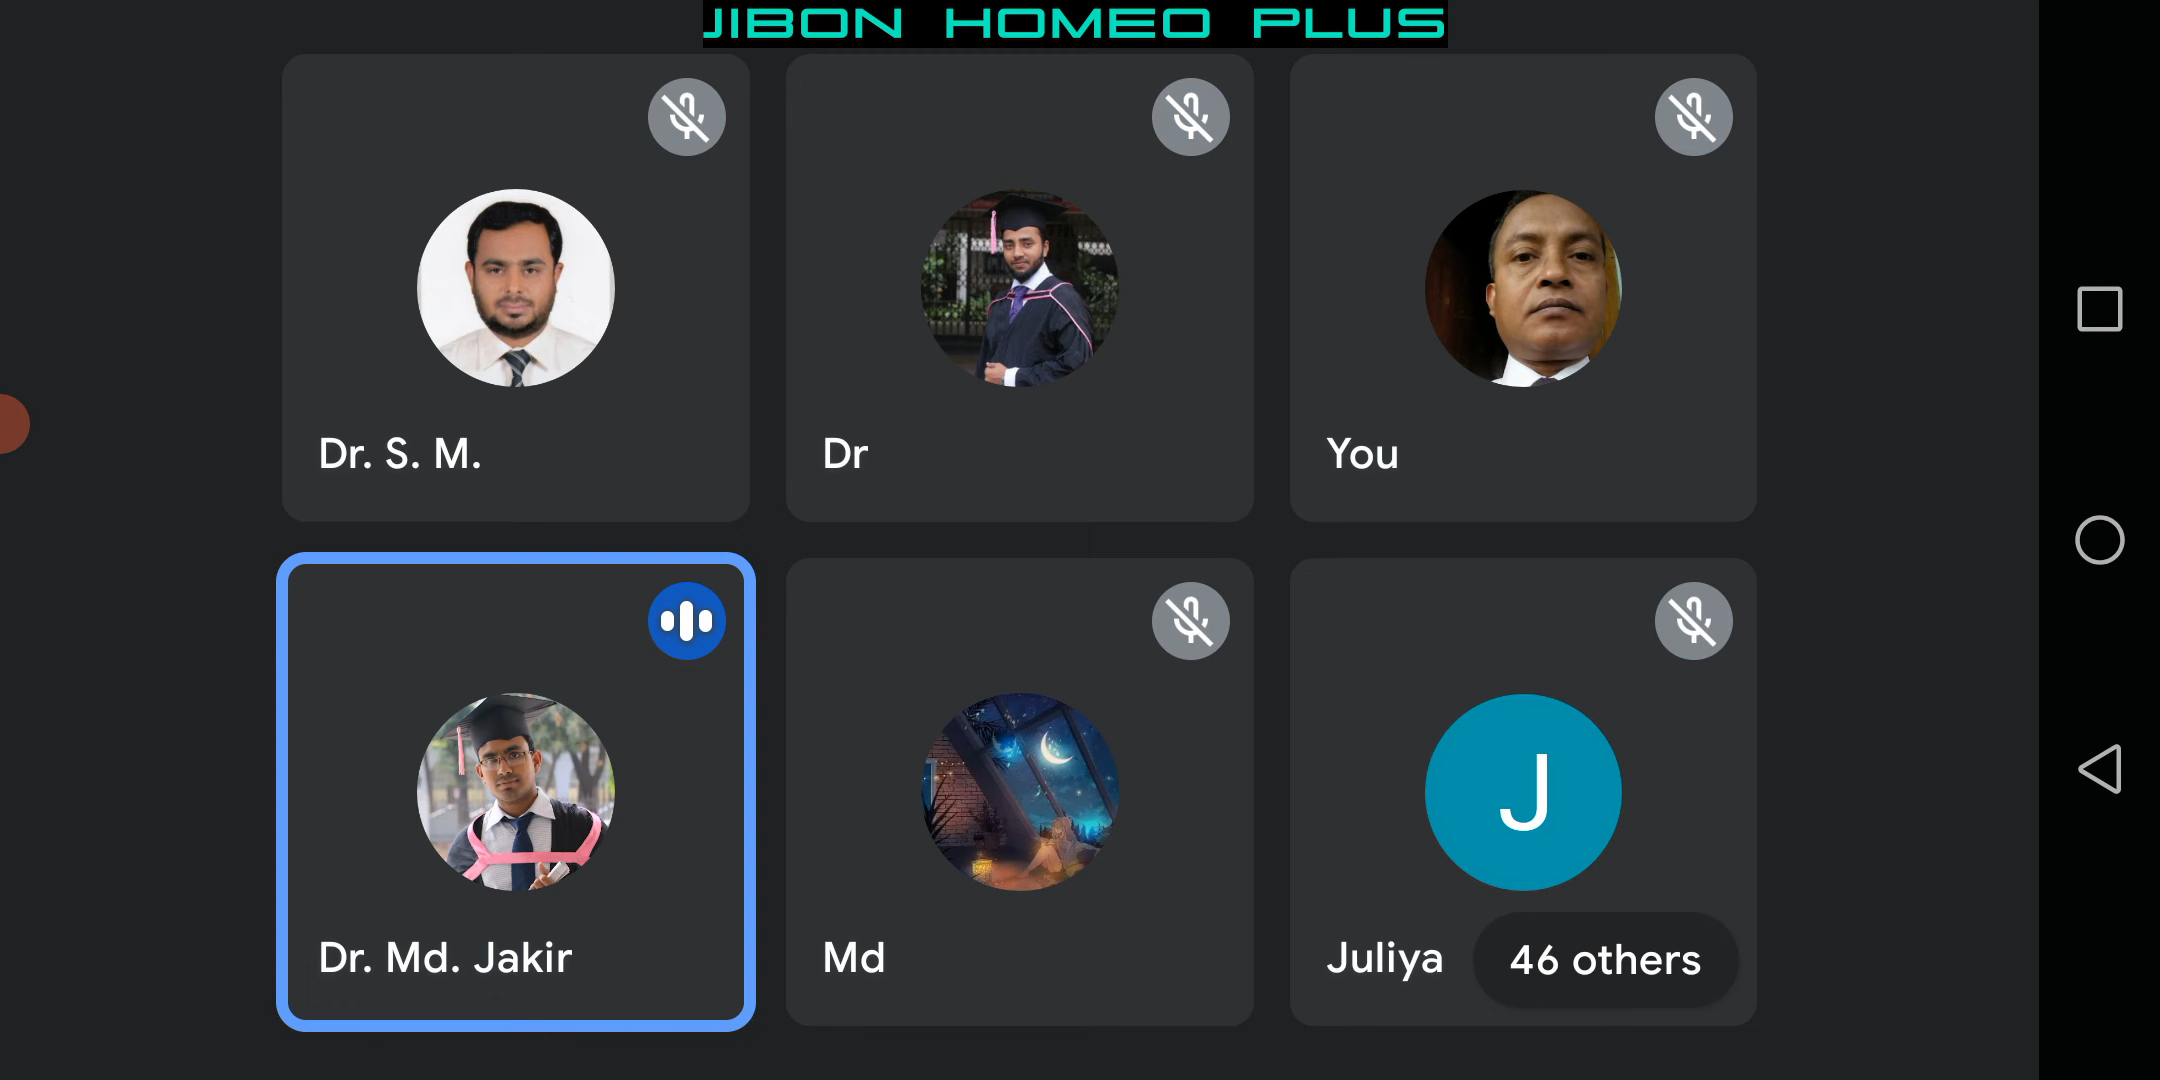 JIBON HOMEO PLUS
Dr. S. M.
Dr
You
Dr. Md. Jakir
Md
J
Juliya
46 others